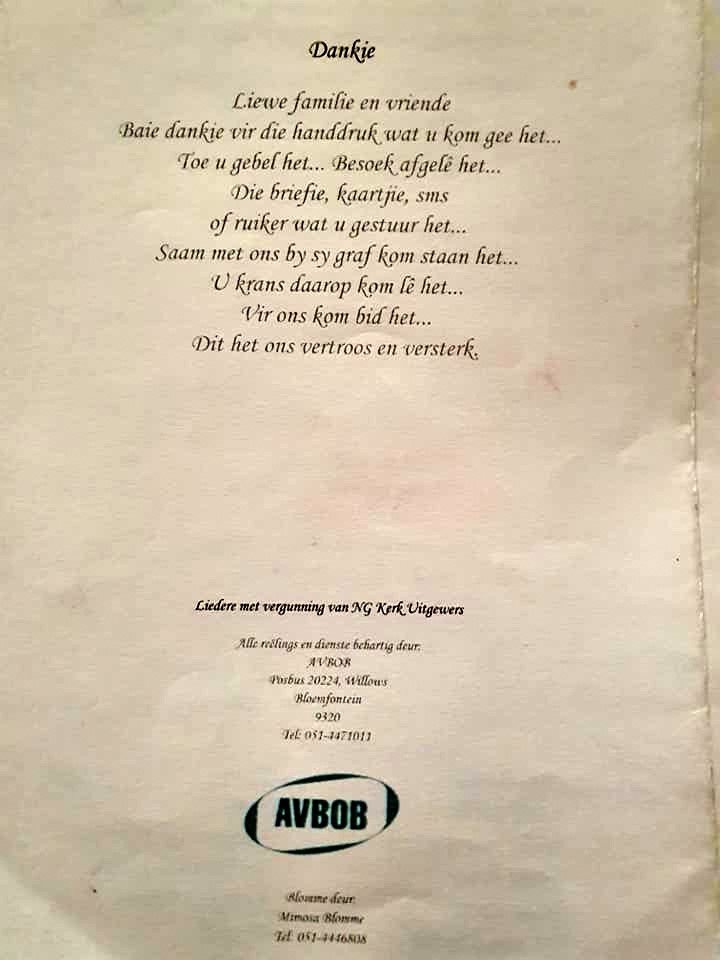 Dankie
Liewe familie en vriende
Baie dankie vir die handdruk wat u kom gee het...
Toe u gebel het... Besoek afgelê het...
Die briefie, kaartjie, sms
of ruiker wat u gestuur het...
Saam met ons by sy graf kom staan het...
U krans daarop kom lê het...
Vir ons kom bid het...
Dit het ons vertroos en versterk.
Liedere met vergunning van NG Kerk Uitgewers
Alle reëlings en dienste behartig deur:
AVBOB
Posbus 20224, Willows
Bloemfontein
9320
Tel: 051-4471011
AVBOB
Blomme deur:
Mimosa Blomme
Tel: 051-4446808